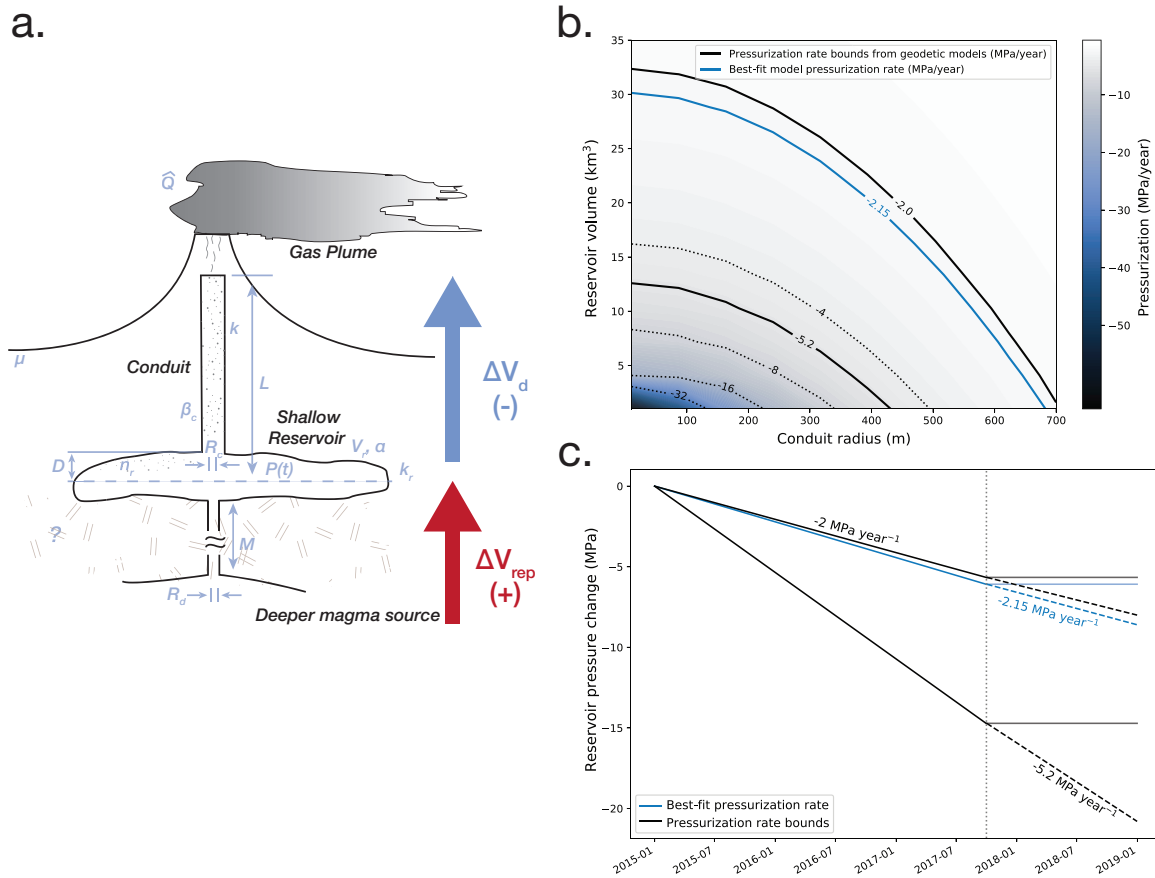 a.
Q̂
Gas Plume
μ
k
Conduit
L
β_c
Shallow
Reservoir
R_c
V_r, α
D
n_r
P(t)
k_r
?
M
R_d
Deeper magma source
ΔV_d
(-)
ΔV_rep
(+)
b.
Pressurization rate bounds from geodetic models (MPa/year)
Best-fit model pressurization rate (MPa/year)
Reservoir volume (km³)
35
30
25
20
15
10
5
-2.0
-2.15
-4
-5.2
-8
-16
-32
100
200
300
400
500
600
700
Conduit radius (m)
−10
−20
−30
−40
−50
Pressurization (MPa/year)
c.
Reservoir pressure change (MPa)
0
−5
−10
−15
−20
-2 MPa year⁻¹
-2.15 MPa year⁻¹
-5.2 MPa year⁻¹
Best-fit pressurization rate
Pressurization rate bounds
2015-01
2015-07
2016-01
2016-07
2017-01
2017-07
2018-01
2018-07
2019-01